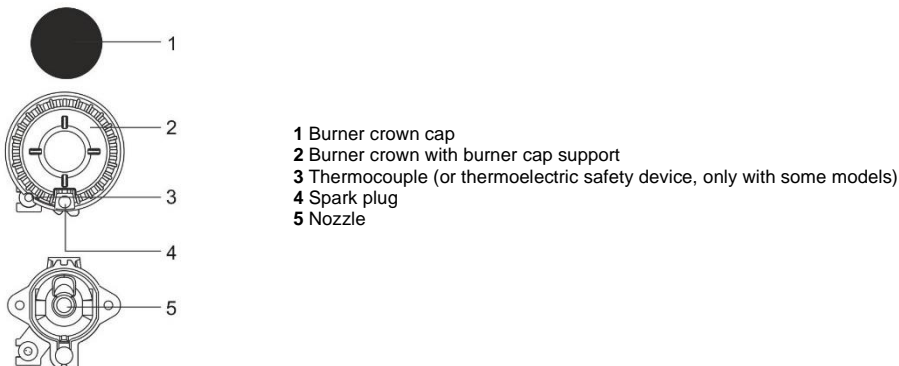 1
2
3
4
5
1 Burner crown cap
2 Burner crown with burner cap support
3 Thermocouple (or thermoelectric safety device, only with some models)
4 Spark plug
5 Nozzle